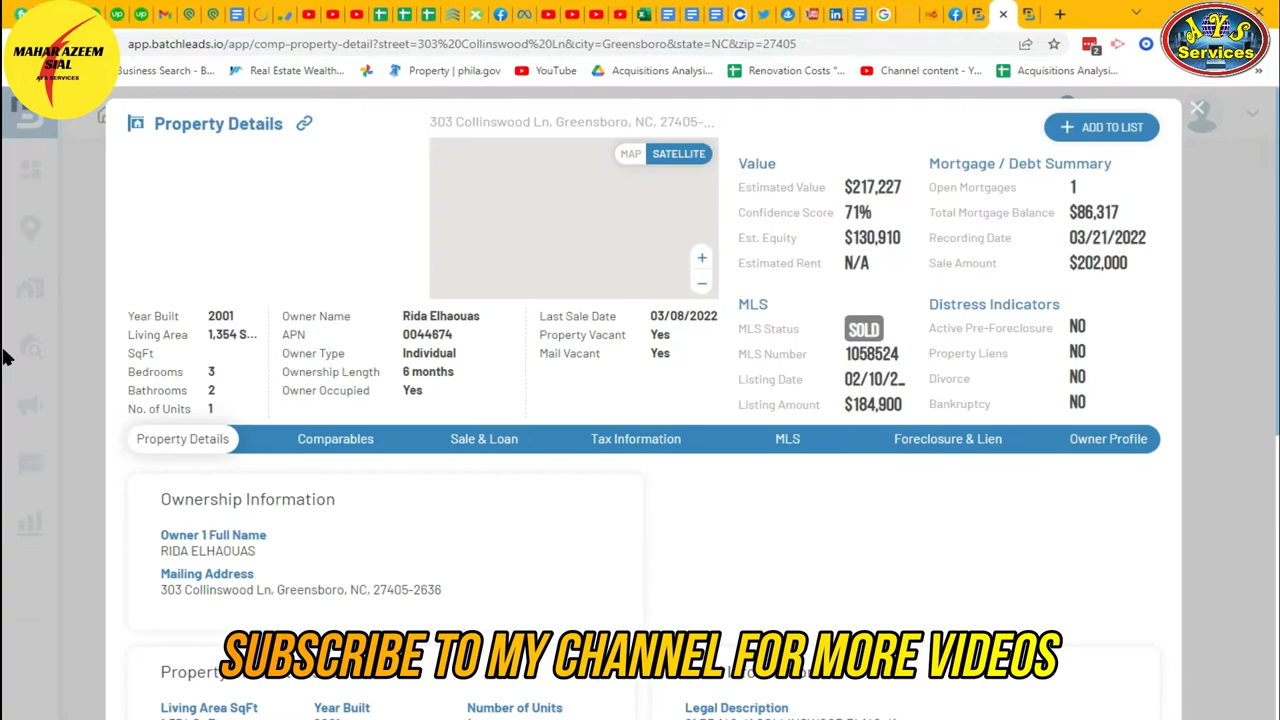 MAHAR AZEEM
SIAL
AYS SERVICES
AYS
Services
app.batchleads.io/app/comp-property-detail?street=303%20Collinswood%20Ln&city=Greensboro&state=NC&zip=27405
2
Business Search - B...
Real Estate Wealth...
Property | phila.gov
YouTube
Acquisitions Analysi...
Renovation Costs "...
Channel content - Y...
Acquisitions Analysi...
Property Details
303 Collinswood Ln, Greensboro, NC, 27405-...
+ ADD TO LIST
MAP SATELLITE
+
−
Value
Estimated Value $217,227
Confidence Score 71%
Est. Equity $130,910
Estimated Rent N/A
Mortgage / Debt Summary
Open Mortgages 1
Total Mortgage Balance $86,317
Recording Date 03/21/2022
Sale Amount $202,000
MLS
MLS Status SOLD
MLS Number 1058524
Listing Date 02/10/2...
Listing Amount $184,900
Distress Indicators
Active Pre-Foreclosure NO
Property Liens NO
Divorce NO
Bankruptcy NO
Year Built 2001
Living Area 1,354 S...
SqFt
Bedrooms 3
Bathrooms 2
No. of Units 1
Owner Name Rida Elhaouas
APN 0044674
Owner Type Individual
Ownership Length 6 months
Owner Occupied Yes
Last Sale Date 03/08/2022
Property Vacant Yes
Mail Vacant Yes
Property Details
Comparables
Sale & Loan
Tax Information
MLS
Foreclosure & Lien
Owner Profile
Ownership Information
Owner 1 Full Name
RIDA ELHAOUAS
Mailing Address
303 Collinswood Ln, Greensboro, NC, 27405-2636
SUBSCRIBE TO MY CHANNEL FOR MORE VIDEOS
Living Area SqFt
Year Built
Number of Units
Legal Description